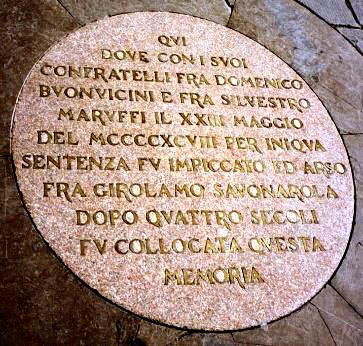 QVI
DOVE CON I SVOI
CONFRATELLI FRA DOMENICO
BVONVICINI E FRA SILVESTRO
MARVFFI IL XXIII MAGGIO
DEL MCCCCXCVIII PER INIQVA
SENTENZA FV IMPICCATO ED ARSO
FRA GIROLAMO SAVONAROLA
DOPO QVATTRO SECOLI
FV COLLOCATA QVESTA
MEMORIA